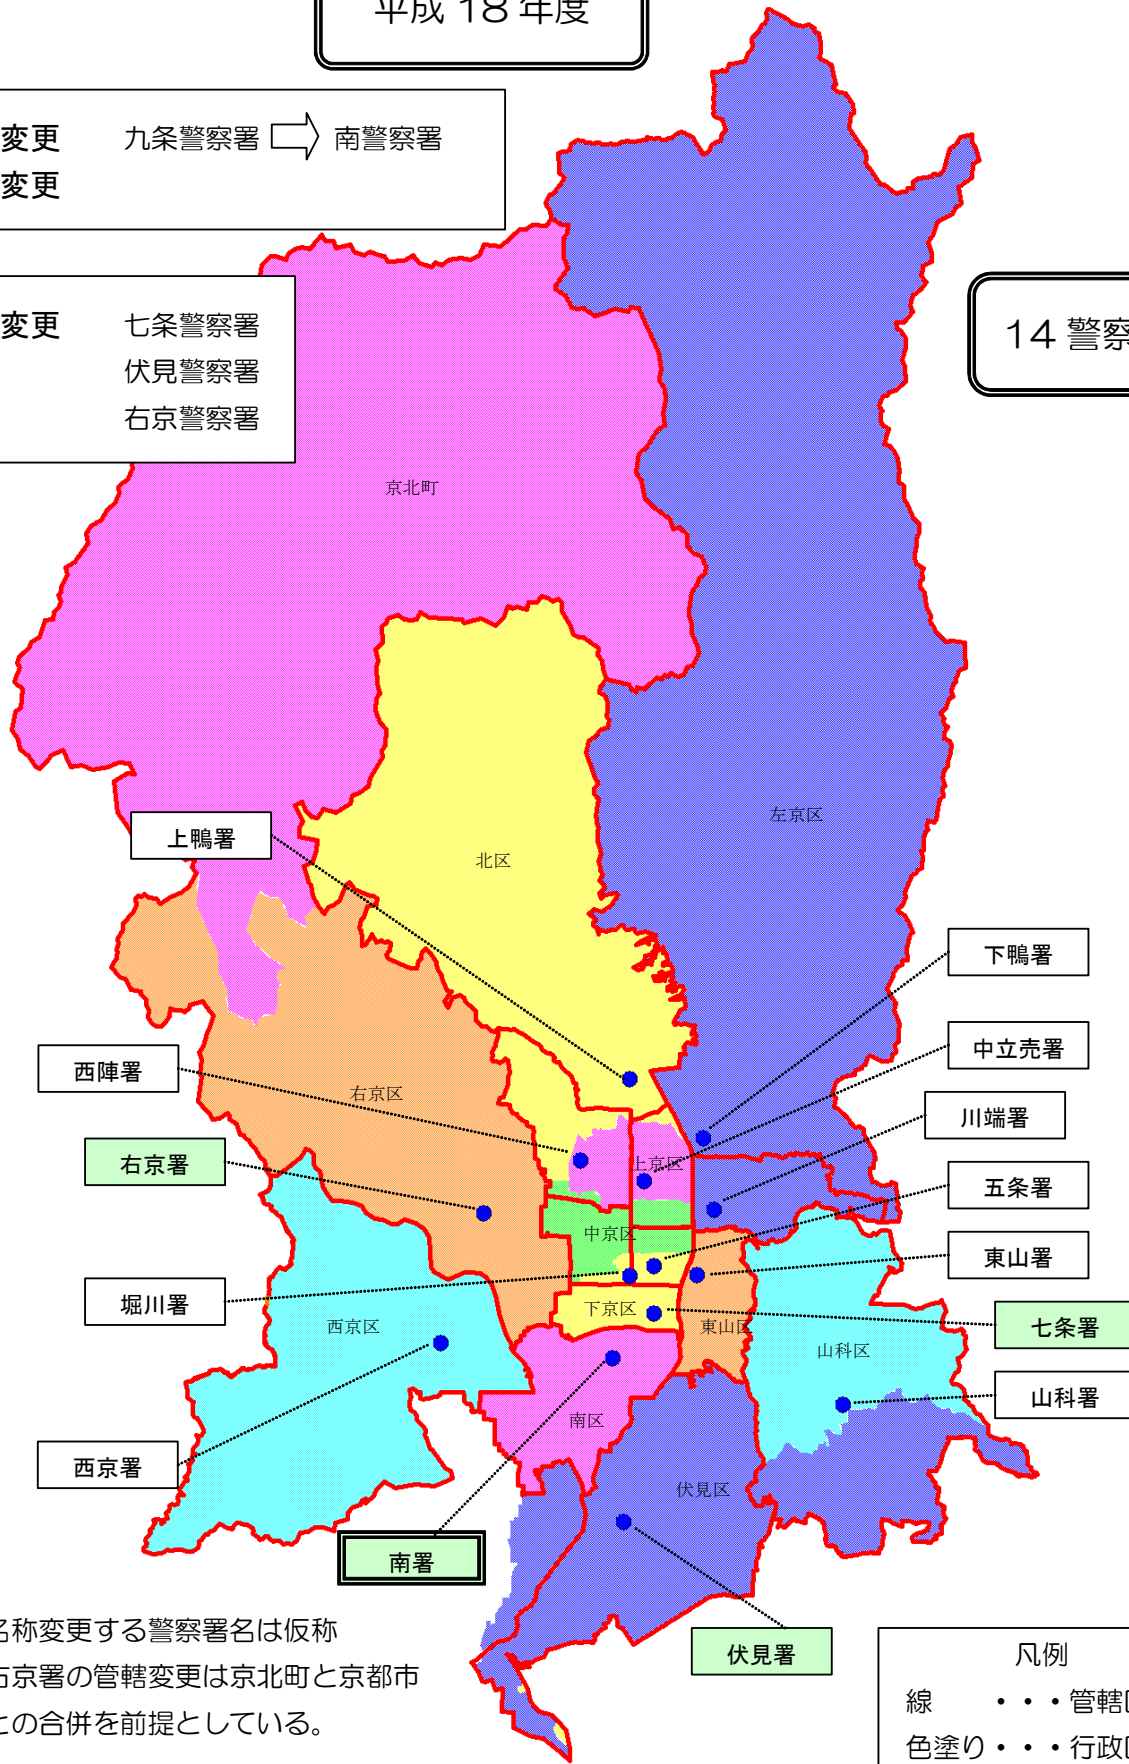 平成 18 年度
変更 九条警察署 ⇨ 南警察署
変更
変更 七条警察署
伏見警察署
右京警察署
14 警察
京北町
左京区
上鴨署
北区
下鴨署
中立売署
西陣署
右京区
川端署
右京署
上京区
五条署
中京区
東山署
堀川署
下京区
西京区
東山区
七条署
山科区
山科署
南区
西京署
伏見区
南署
名称変更する警察署名は仮称
右京署の管轄変更は京北町と京都市
との合併を前提としている。
伏見署
凡例
線 ・・・管轄区
色塗り・・・行政区